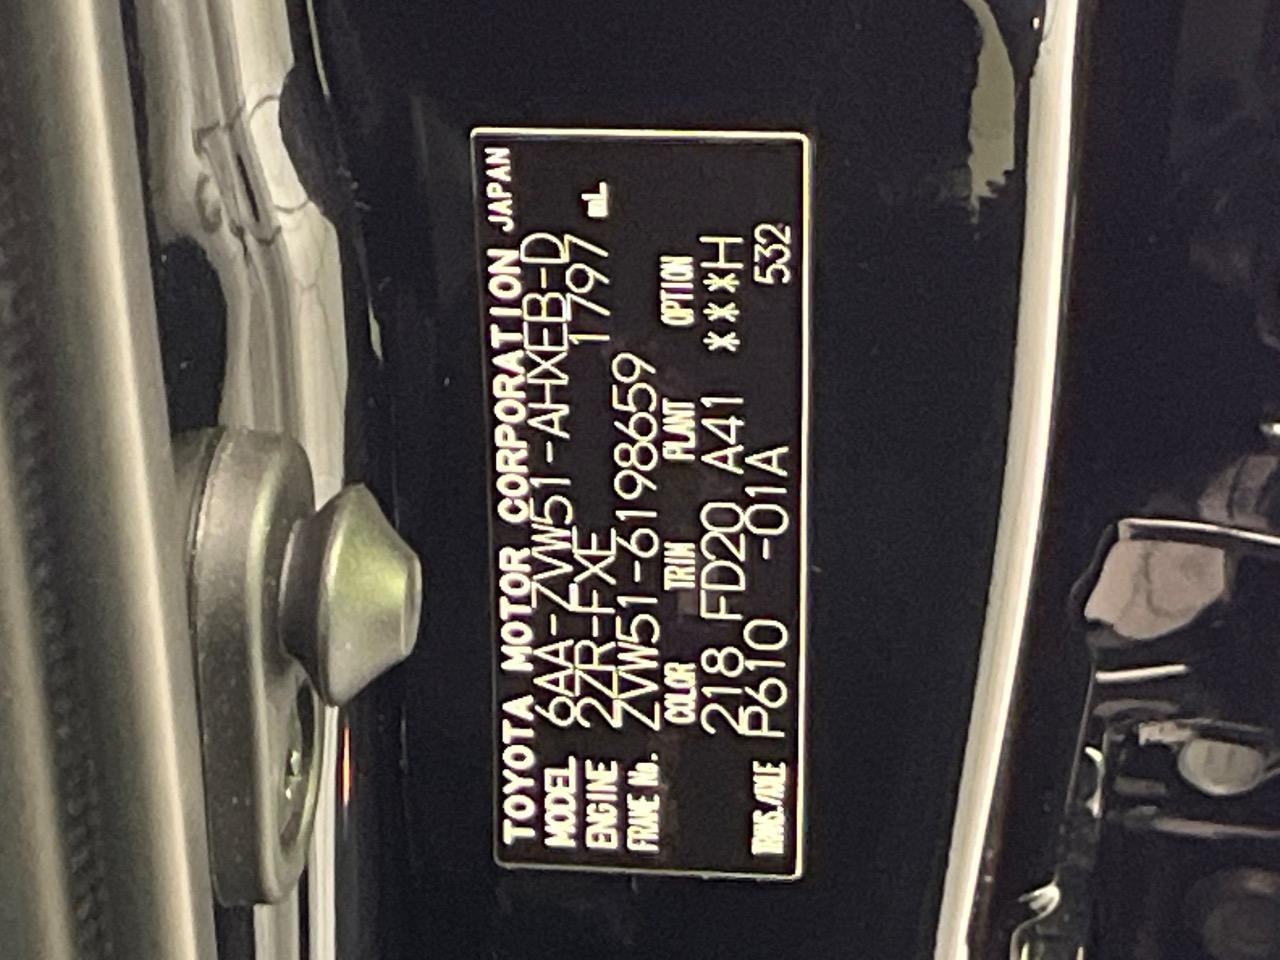 TOYOTA MOTOR CORPORATION JAPAN
MODEL 6AA-ZVW51-AHXEB-D
ENGINE 2ZR-FXE 1797 mL
FRAME No. ZVW51-6198659
COLOR TRIM PLANT OPTION
218 FD20 A41 ***H
TRANS./AXLE P610 -01A 532